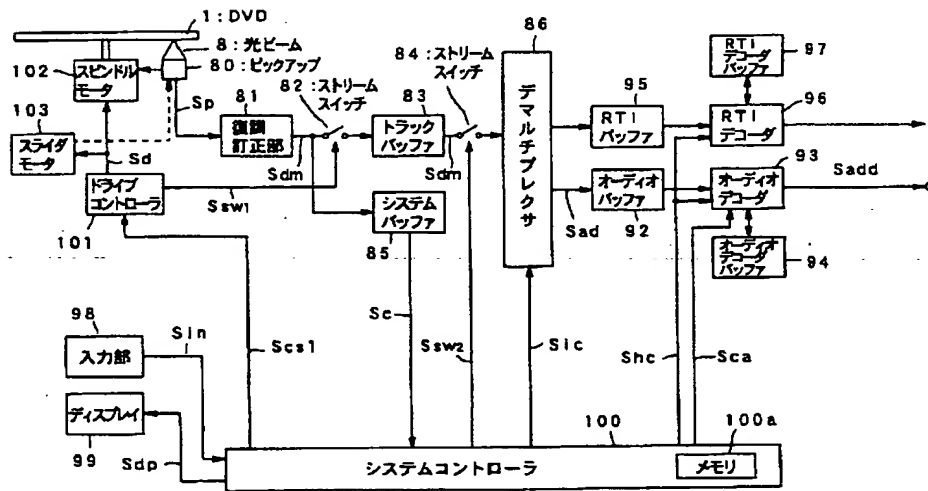 1:DVD
8:光ビーム
80:ピックアップ
102
スピンドル
モータ
Sp
103
スライダ
モータ
Sd
ドライブ
コントローラ
101
81
復調
訂正部
Sdm
82:ストリーム
スイッチ
Ssw1
83
トラック
バッファ
84:ストリーム
スイッチ
Sdm
システム
バッファ
85
86
デマルチプレクサ
95
RTI
バッファ
RTI
デコーダ
バッファ
97
RTI
デコーダ
96
オーディオ
バッファ
92
Sad
93
オーディオ
デコーダ
Sadd
オーディオ
デコーダ
バッファ
94
98
入力部
Sin
ディスプレイ
99
Sdp
Scs1
Sc
Ssw2
Sic
Shc
Sca
100
システムコントローラ
100a
メモリ